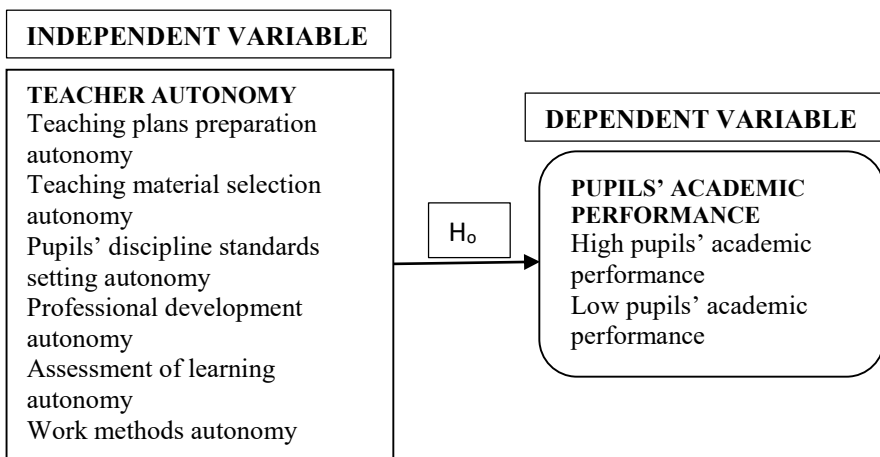 INDEPENDENT VARIABLE
TEACHER AUTONOMY
Teaching plans preparation
autonomy
Teaching material selection
autonomy
Pupils’ discipline standards
setting autonomy
Professional development
autonomy
Assessment of learning
autonomy
Work methods autonomy
Hₒ
DEPENDENT VARIABLE
PUPILS’ ACADEMIC
PERFORMANCE
High pupils’ academic
performance
Low pupils’ academic
performance